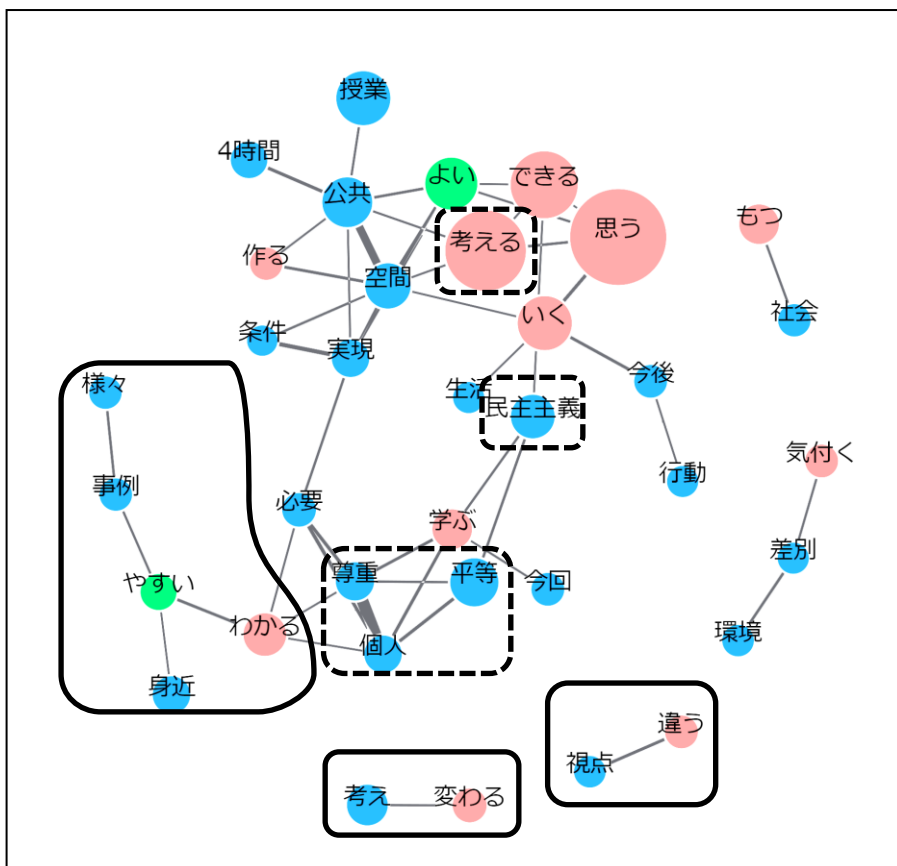 授業
4時間
公共
よい
できる
思う
考える
もつ
作る
空間
社会
条件
実現
いく
様々
生活
民主主義
今後
事例
行動
気付く
必要
学ぶ
差別
やすい
尊重
平等
今回
わかる
個人
環境
身近
違う
視点
考え
変わる